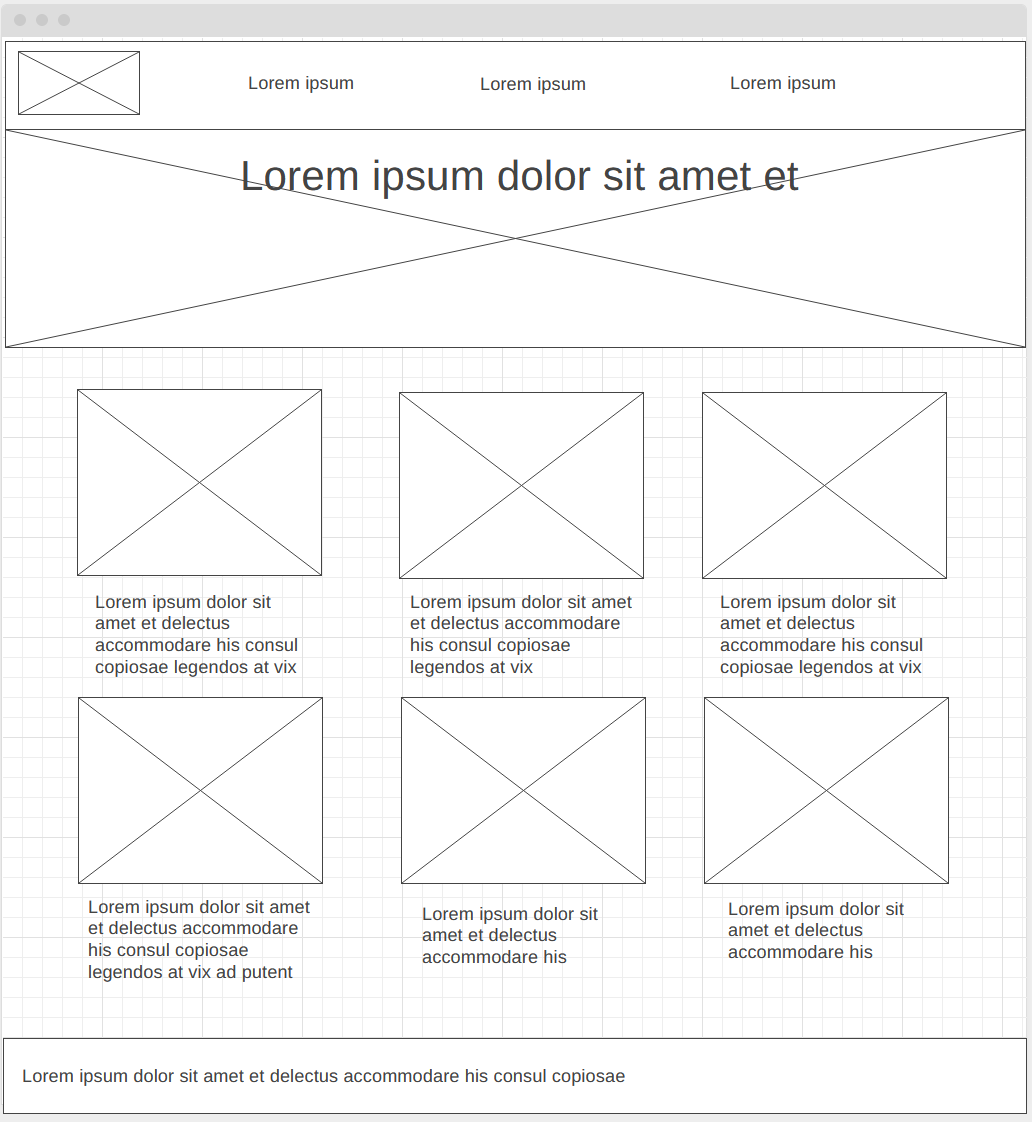 Lorem ipsum
Lorem ipsum
Lorem ipsum
Lorem ipsum dolor sit amet et
Lorem ipsum dolor sit
amet et delectus
accommodare his consul
copiosae legendos at vix
Lorem ipsum dolor sit amet
et delectus accommodare
his consul copiosae
legendos at vix
Lorem ipsum dolor sit
amet et delectus
accommodare his consul
copiosae legendos at vix
Lorem ipsum dolor sit amet
et delectus accommodare
his consul copiosae
legendos at vix ad putent
Lorem ipsum dolor sit
amet et delectus
accommodare his
Lorem ipsum dolor sit
amet et delectus
accommodare his
Lorem ipsum dolor sit amet et delectus accommodare his consul copiosae